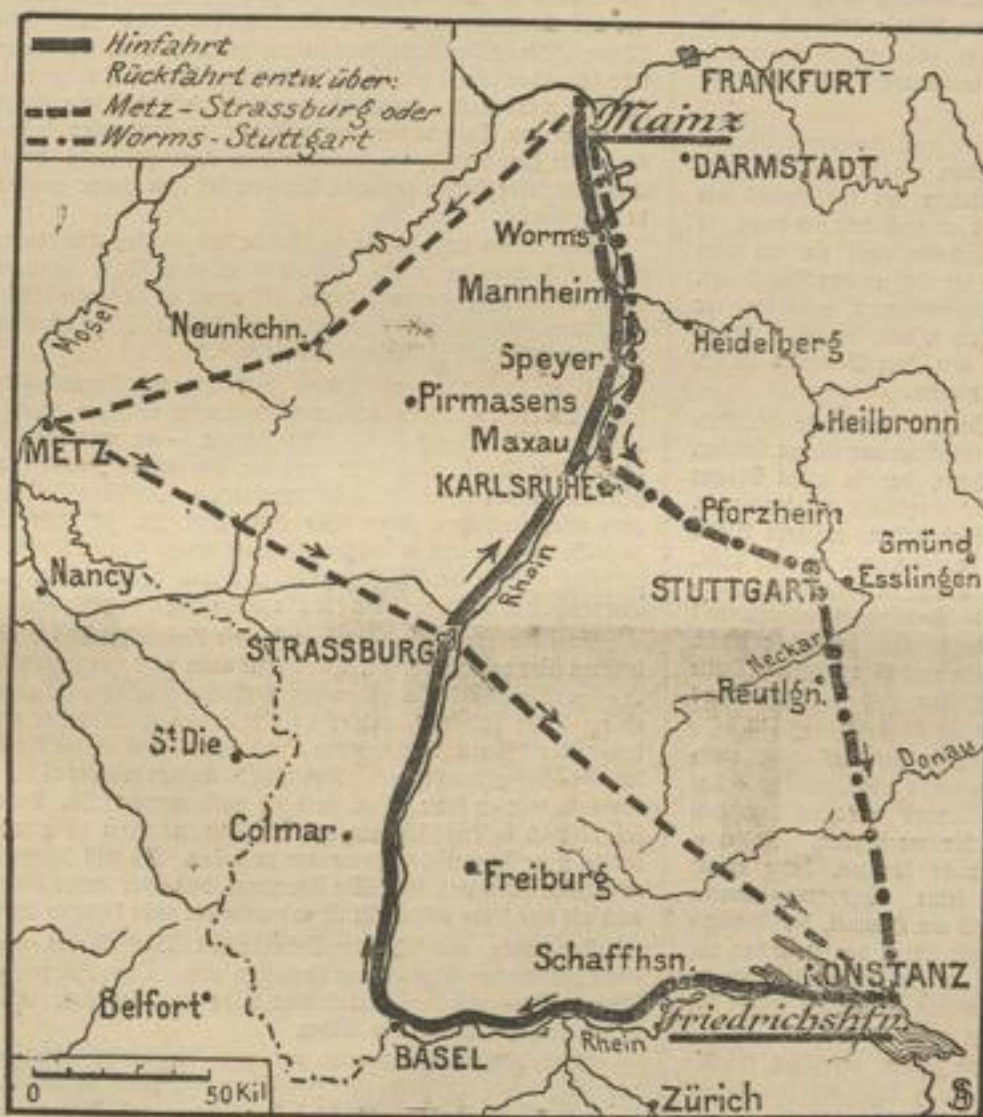 Hinfahrt
Rückfahrt entw. über:
Metz-Strassburg oder
Worms-Stuttgart
FRANKFURT
Mainz
DARMSTADT
Worms
Mannheim
Mosel
Neunkchn.
Heidelberg
Speyer
Pirmasens
Heilbronn
METZ
Maxau
KARLSRUHE
Pforzheim
Gmünd
Nancy
Rhein
STUTTGART
Esslingen
STRASSBURG
Neckar
Reutlgn.
St. Die
Donau
Colmar
Freiburg
Schaffhsn.
KONSTANZ
Belfort
Friedrichshfn.
BASEL
Rhein
0 50 Kil
Zürich